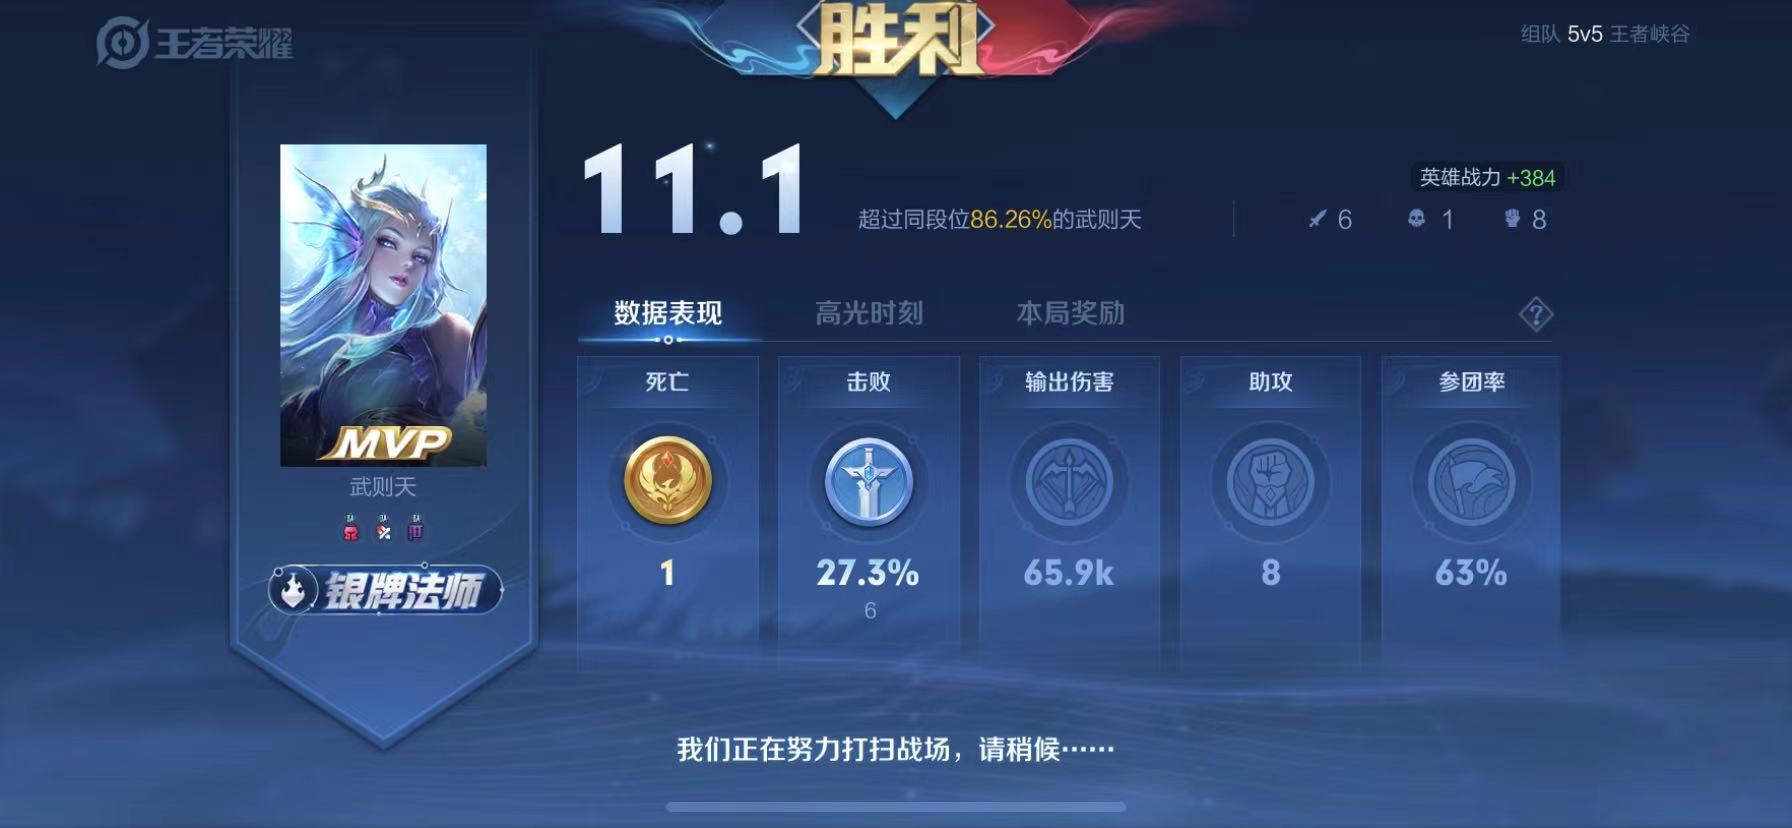 王者荣耀
胜利
组队 5v5 王者峡谷
11.1
超过同段位86.26%的武则天
英雄战力 +384
6 1 8
数据表现 高光时刻 本局奖励
?
死亡 击败 输出伤害 助攻 参团率
1 27.3% 65.9k 8 63%
6
MVP
武则天
银牌法师
我们正在努力打扫战场，请稍候……